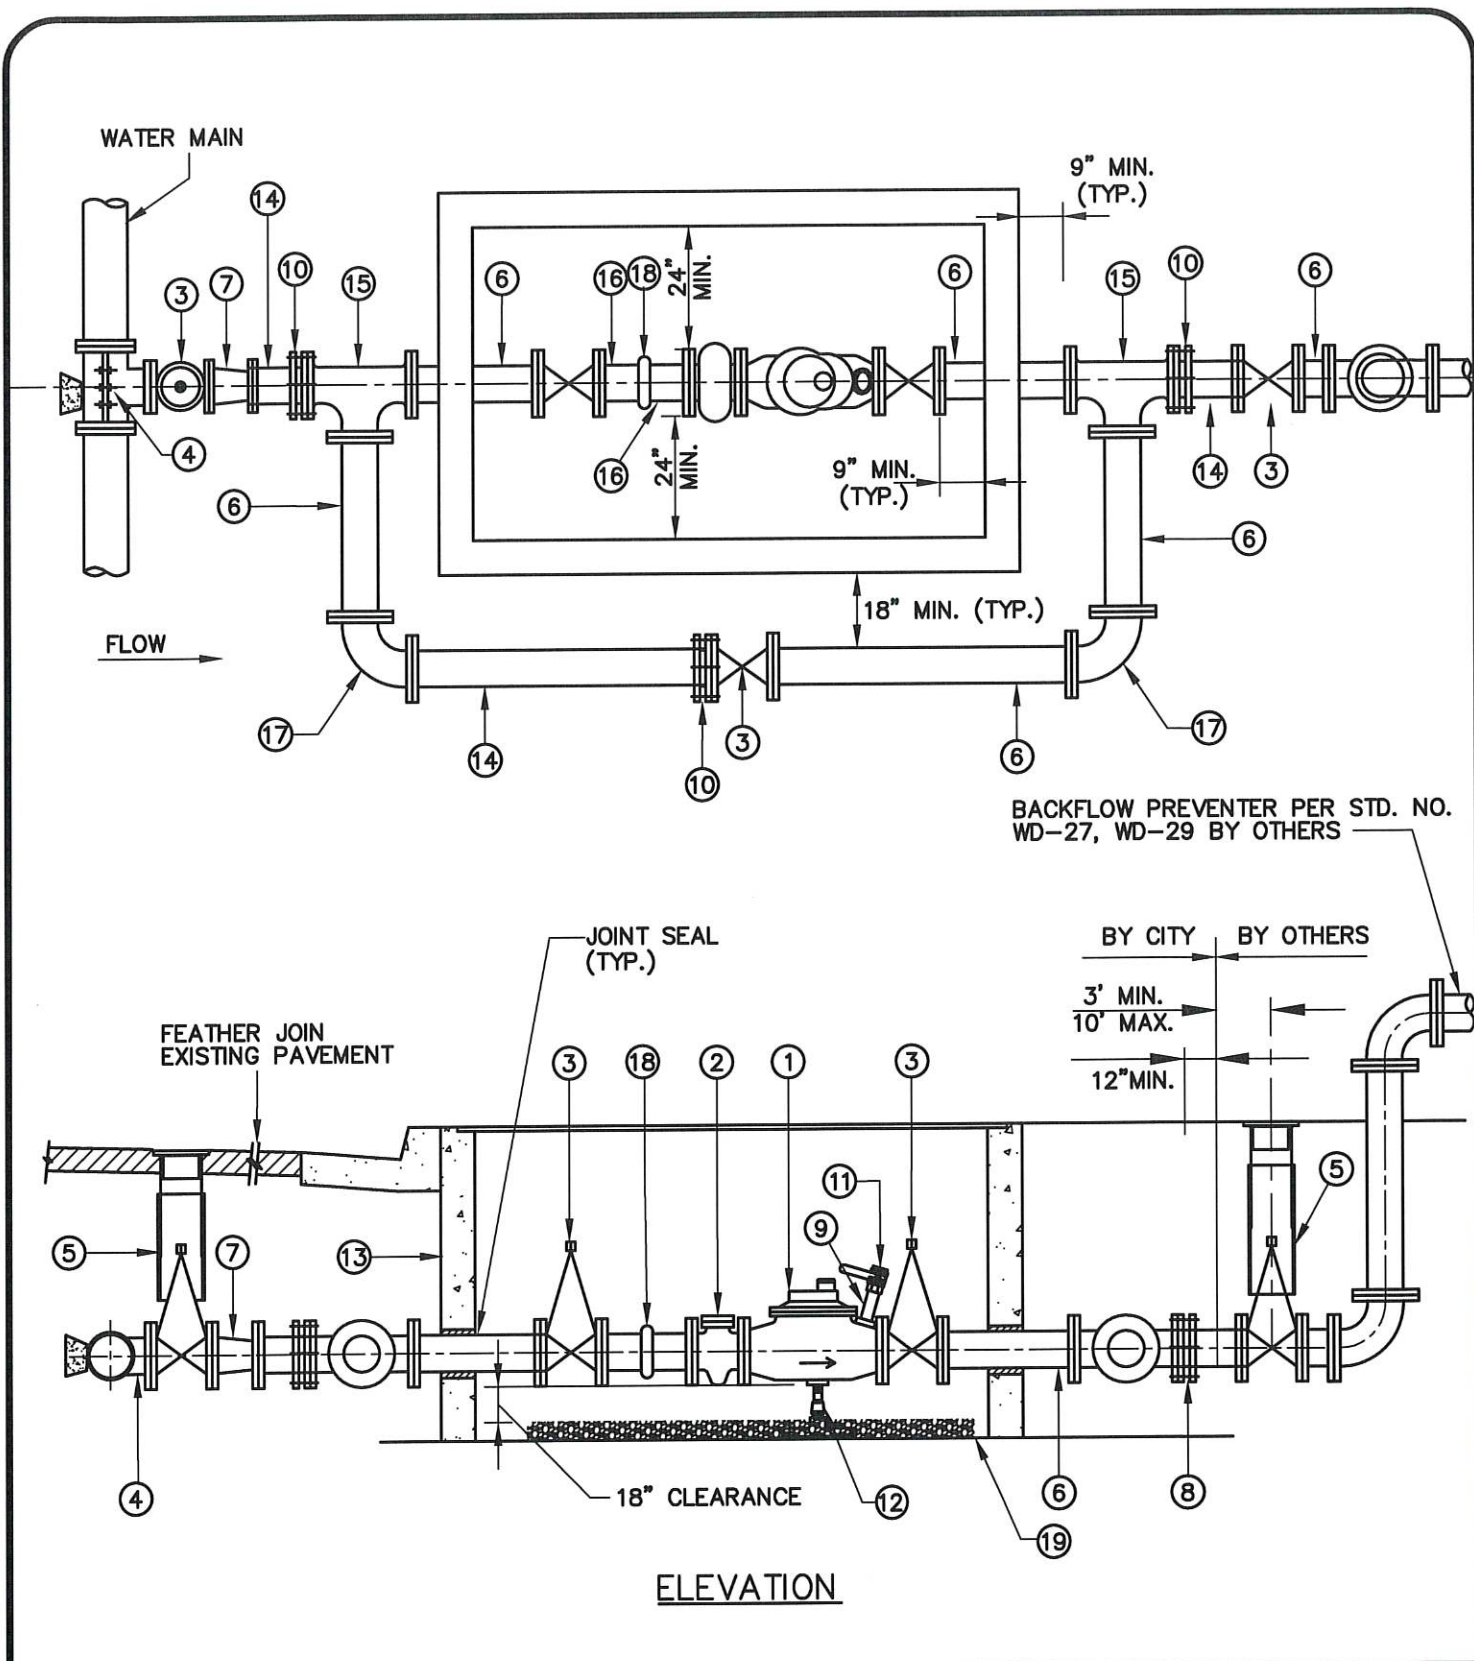 WATER MAIN
9" MIN.
(TYP.)
14
10
3
7
15
6
16
18
24"
MIN.
6
15
10
6
4
16
24"
MIN.
9" MIN.
(TYP.)
14
3
6
6
18" MIN. (TYP.)
FLOW
17
14
10
3
6
17
BACKFLOW PREVENTER PER STD. NO.
WD-27, WD-29 BY OTHERS
JOINT SEAL
(TYP.)
BY CITY
BY OTHERS
3' MIN.
10' MAX.
FEATHER JOIN
EXISTING PAVEMENT
12"MIN.
3
18
2
1
3
11
5
9
5
7
13
4
18" CLEARANCE
12
6
8
19
ELEVATION